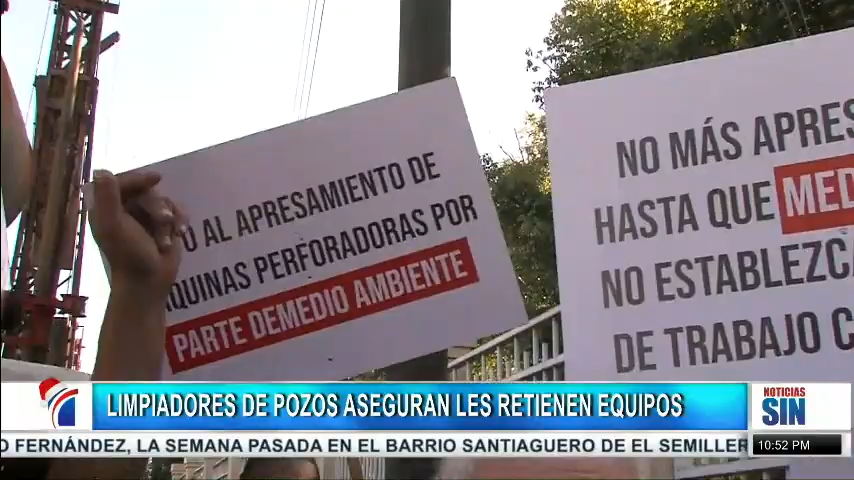 O AL APRESAMIENTO DE
QUINAS PERFORADORAS POR
PARTE DEMEDIO AMBIENTE
NO MÁS APRES
HASTA QUE MED
NO ESTABLEZC
DE TRABAJO C
LIMPIADORES DE POZOS ASEGURAN LES RETIENEN EQUIPOS
NOTICIAS
SIN
O FERNÁNDEZ, LA SEMANA PASADA EN EL BARRIO SANTIAGUERO DE EL SEMILLER
10:52 PM